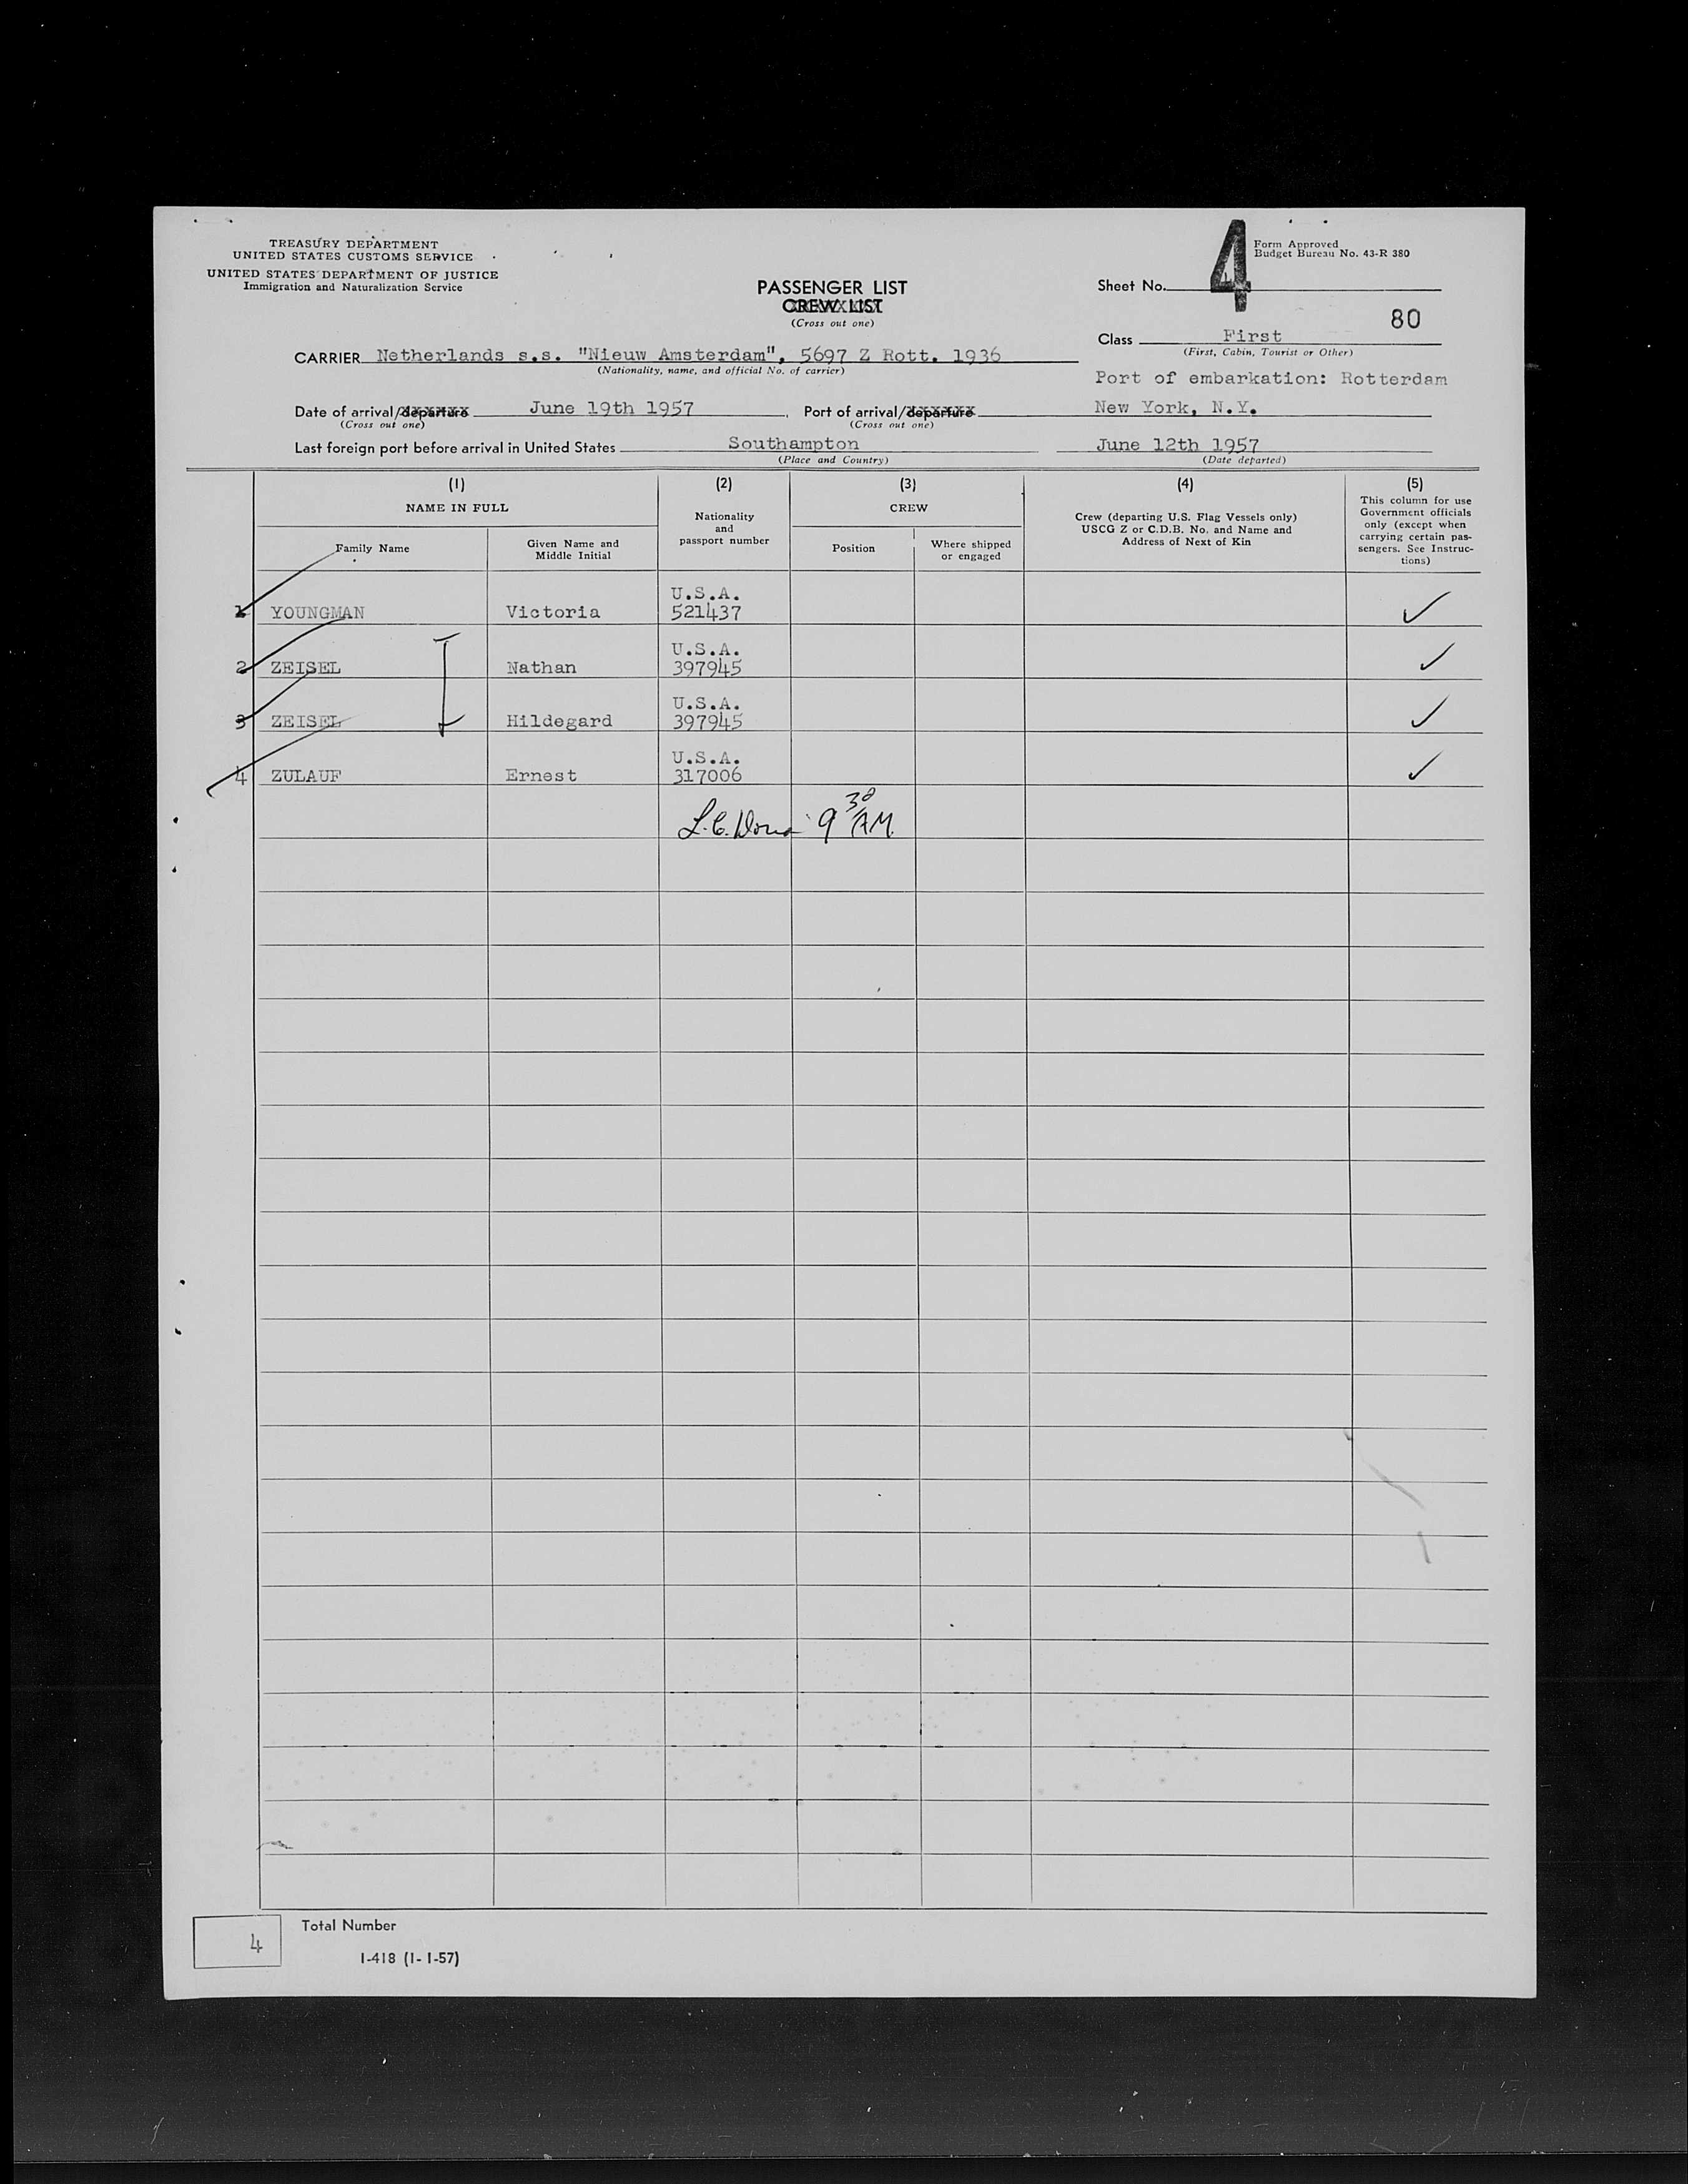 TREASURY DEPARTMENT
UNITED STATES CUSTOMS SERVICE
UNITED STATES DEPARTMENT OF JUSTICE
Immigration and Naturalization Service
PASSENGER LIST
CREW LIST
(Cross out one)
4
Form Approved
Budget Bureau No. 43-R 380
Sheet No.
80
Class First
(First, Cabin, Tourist or Other)
CARRIER Netherlands s.s. "Nieuw Amsterdam", 5697 Z Rott. 1936
(Nationality, name, and official No. of carrier)
Port of embarkation: Rotterdam
Date of arrival/departure June 19th 1957, Port of arrival/departure New York, N.Y.
(Cross out one) (Cross out one)
Last foreign port before arrival in United States Southampton June 12th 1957
(Place and Country) (Date departed)
(1) (2) (3) (4) (5)
NAME IN FULL
Family Name
Given Name and
Middle Initial
Nationality
and
passport number
CREW
Position
Where shipped
or engaged
Crew (departing U.S. Flag Vessels only)
USCG Z or C.D.B. No. and Name and
Address of Next of Kin
This column for use
Government officials
only (except when
carrying certain pas-
sengers. See Instruc-
tions)
U.S.A.
1 YOUNGMAN Victoria 521437
U.S.A.
2 ZEISEL Nathan 397945
U.S.A.
3 ZEISEL Hildegard 397945
U.S.A.
4 ZULAUF Ernest 317006
9 30 AM
4
Total Number
I-418 (1-1-57)